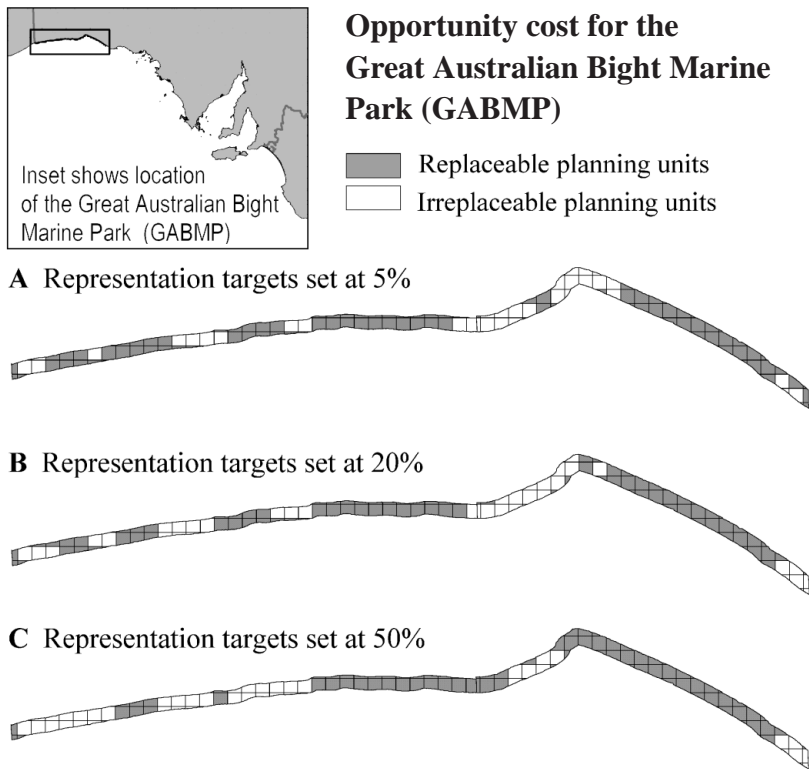 Inset shows location
of the Great Australian Bight
Marine Park (GABMP)
Opportunity cost for the
Great Australian Bight Marine
Park (GABMP)
Replaceable planning units
Irreplaceable planning units
A Representation targets set at 5%
B Representation targets set at 20%
C Representation targets set at 50%